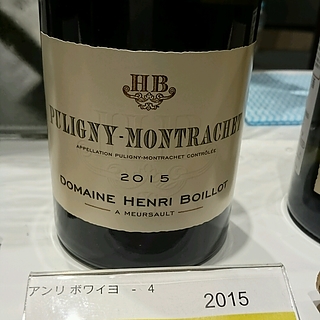 HB
PULIGNY-MONTRACHET
APPELLATION PULIGNY-MONTRACHET CONTRÔLÉE
2015
DOMAINE HENRI BOILLOT
A MEURSAULT
アンリ ボワイヨ - 4
2015